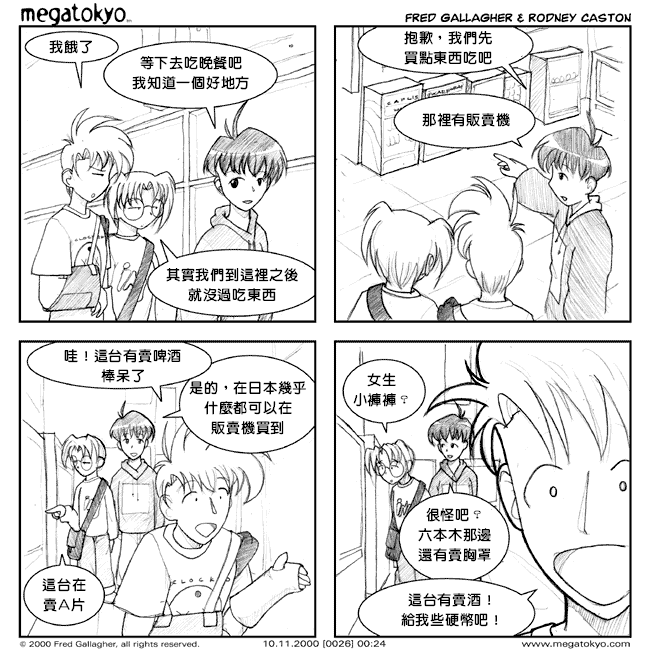 megatokyo
FRED GALLAGHER & RODNEY CASTON
我餓了
等下去吃晚餐吧
我知道一個好地方
其實我們到這裡之後
就沒過吃東西
抱歉，我們先
買點東西吃吧
那裡有販賣機
哇！這台有賣啤酒
棒呆了
是的，在日本幾乎
什麼都可以在
販賣機買到
這台在
賣A片
女生
小褲褲？
很怪吧？
六本木那邊
還有賣胸罩
這台有賣酒！
給我些硬幣吧！
© 2000 Fred Gallagher, all rights reserved.
10.11.2000 [0026] 00:24
www.megatokyo.com